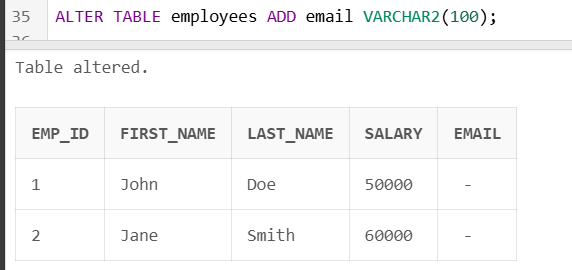 35 ALTER TABLE employees ADD email VARCHAR2(100);
Table altered.
EMP_ID FIRST_NAME LAST_NAME SALARY EMAIL
1 John Doe 50000 -
2 Jane Smith 60000 -